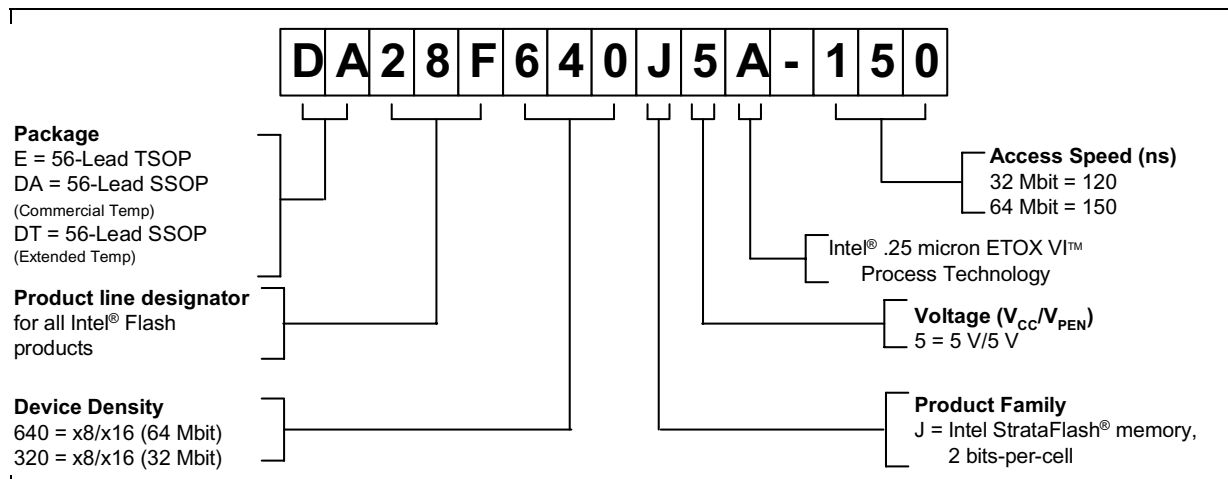 DA28F640J5A-150
Package
E = 56-Lead TSOP
DA = 56-Lead SSOP
(Commercial Temp)
DT = 56-Lead SSOP
(Extended Temp)
Product line designator
for all Intel® Flash
products
Device Density
640 = x8/x16 (64 Mbit)
320 = x8/x16 (32 Mbit)
Access Speed (ns)
32 Mbit = 120
64 Mbit = 150
Intel® .25 micron ETOX VI™
Process Technology
Voltage (VCC/VPEN)
5 = 5 V/5 V
Product Family
J = Intel StrataFlash® memory,
2 bits-per-cell